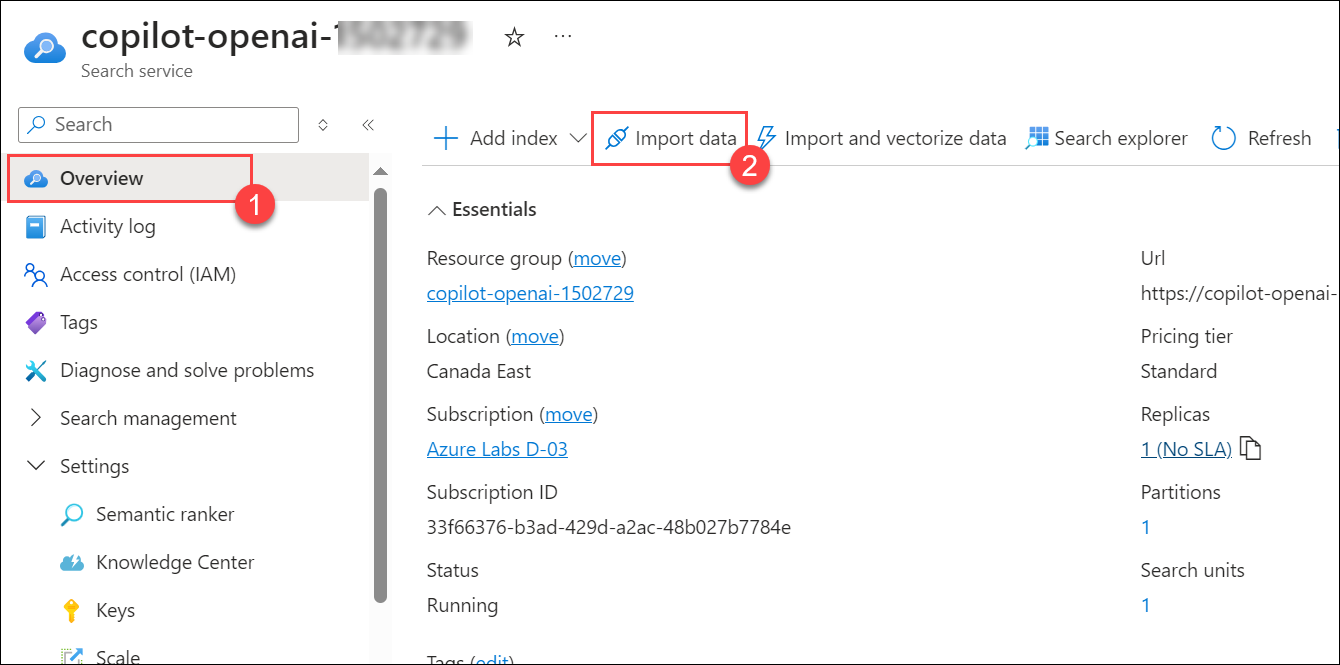 copilot-openai-
Search service
Search
Add index
Import data
Import and vectorize data
Search explorer
Refresh
2
Overview
1
Activity log
Access control (IAM)
Tags
Diagnose and solve problems
Search management
Settings
Semantic ranker
Knowledge Center
Keys
Scale
Essentials
Resource group (move)
copilot-openai-1502729
Location (move)
Canada East
Subscription (move)
Azure Labs D-03
Subscription ID
33f66376-b3ad-429d-a2ac-48b027b7784e
Status
Running
Tags (edit)
Url
https://copilot-openai-
Pricing tier
Standard
Replicas
1 (No SLA)
Partitions
1
Search units
1